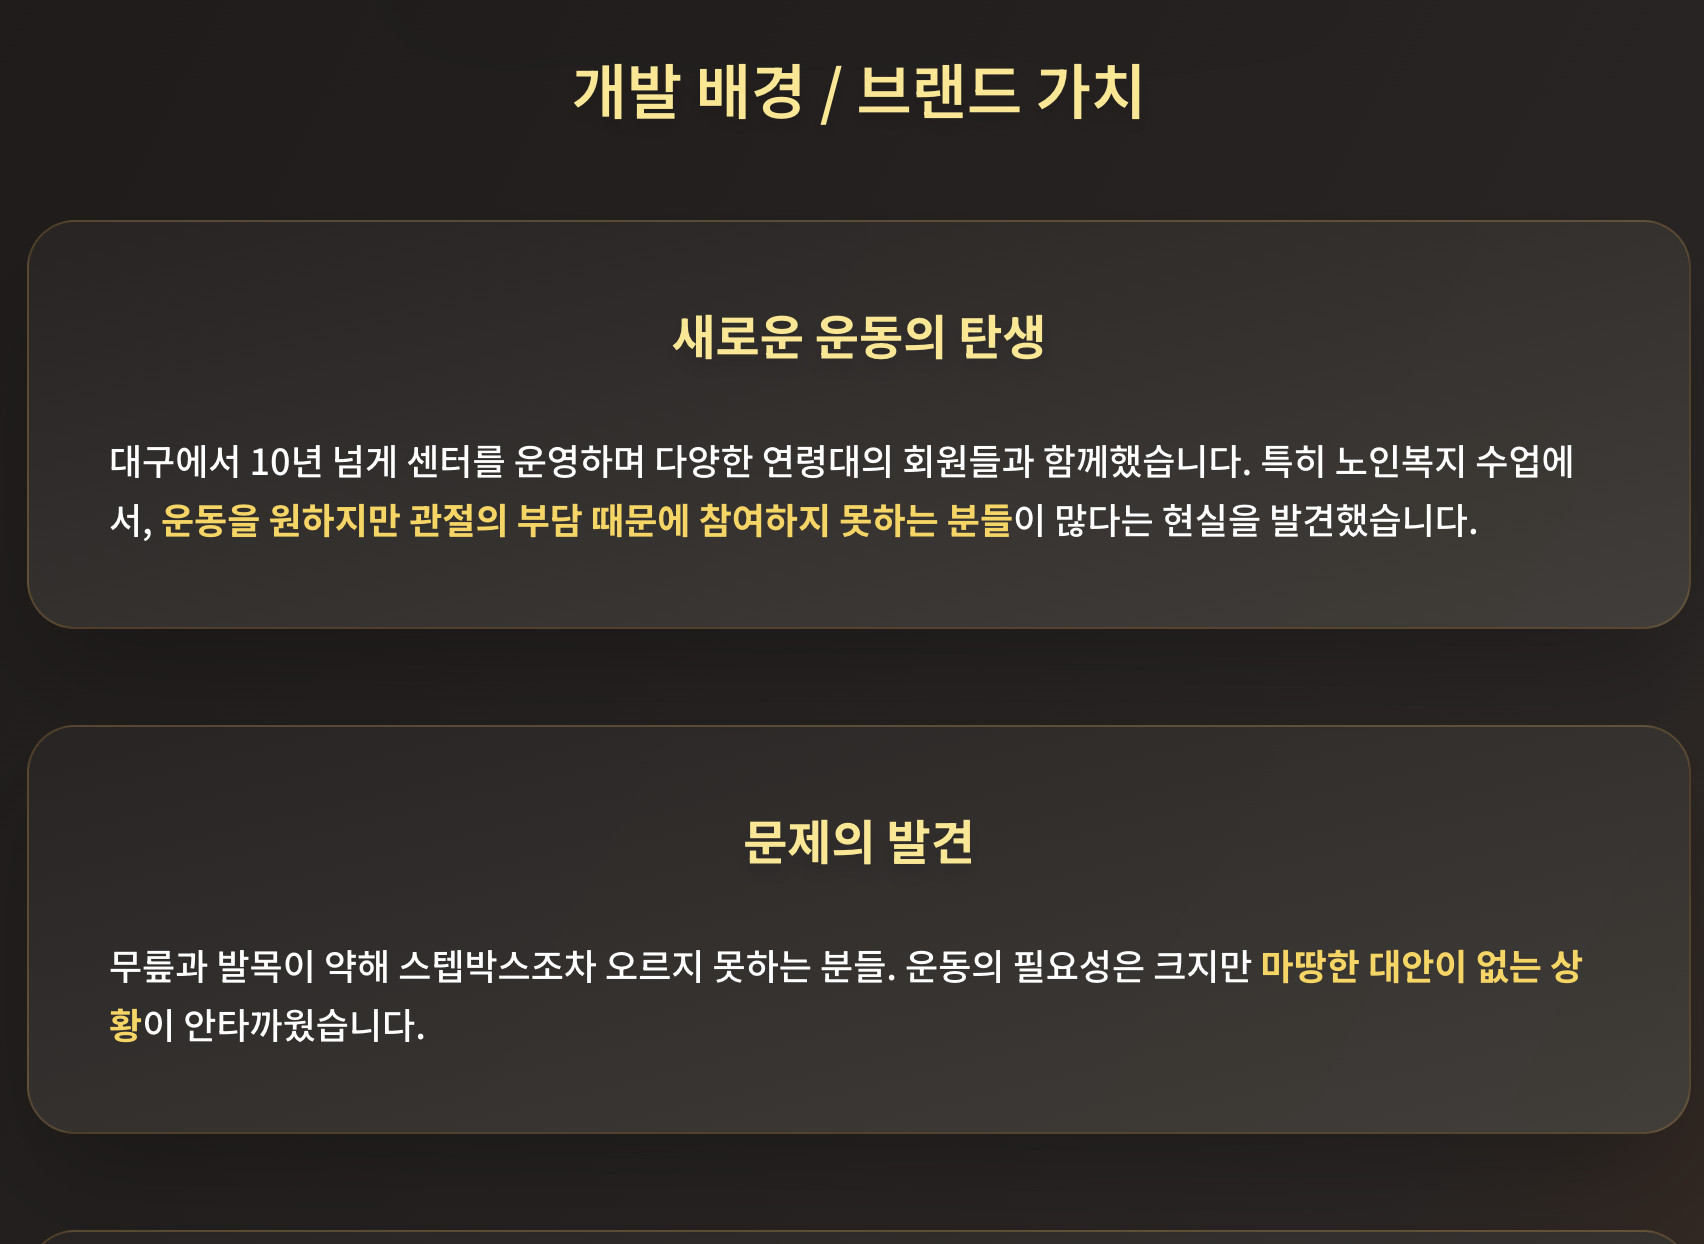 개발 배경 / 브랜드 가치
새로운 운동의 탄생
대구에서 10년 넘게 센터를 운영하며 다양한 연령대의 회원들과 함께했습니다. 특히 노인복지 수업에
서, 운동을 원하지만 관절의 부담 때문에 참여하지 못하는 분들이 많다는 현실을 발견했습니다.
문제의 발견
무릎과 발목이 약해 스텝박스조차 오르지 못하는 분들. 운동의 필요성은 크지만 마땅한 대안이 없는 상
황이 안타까웠습니다.